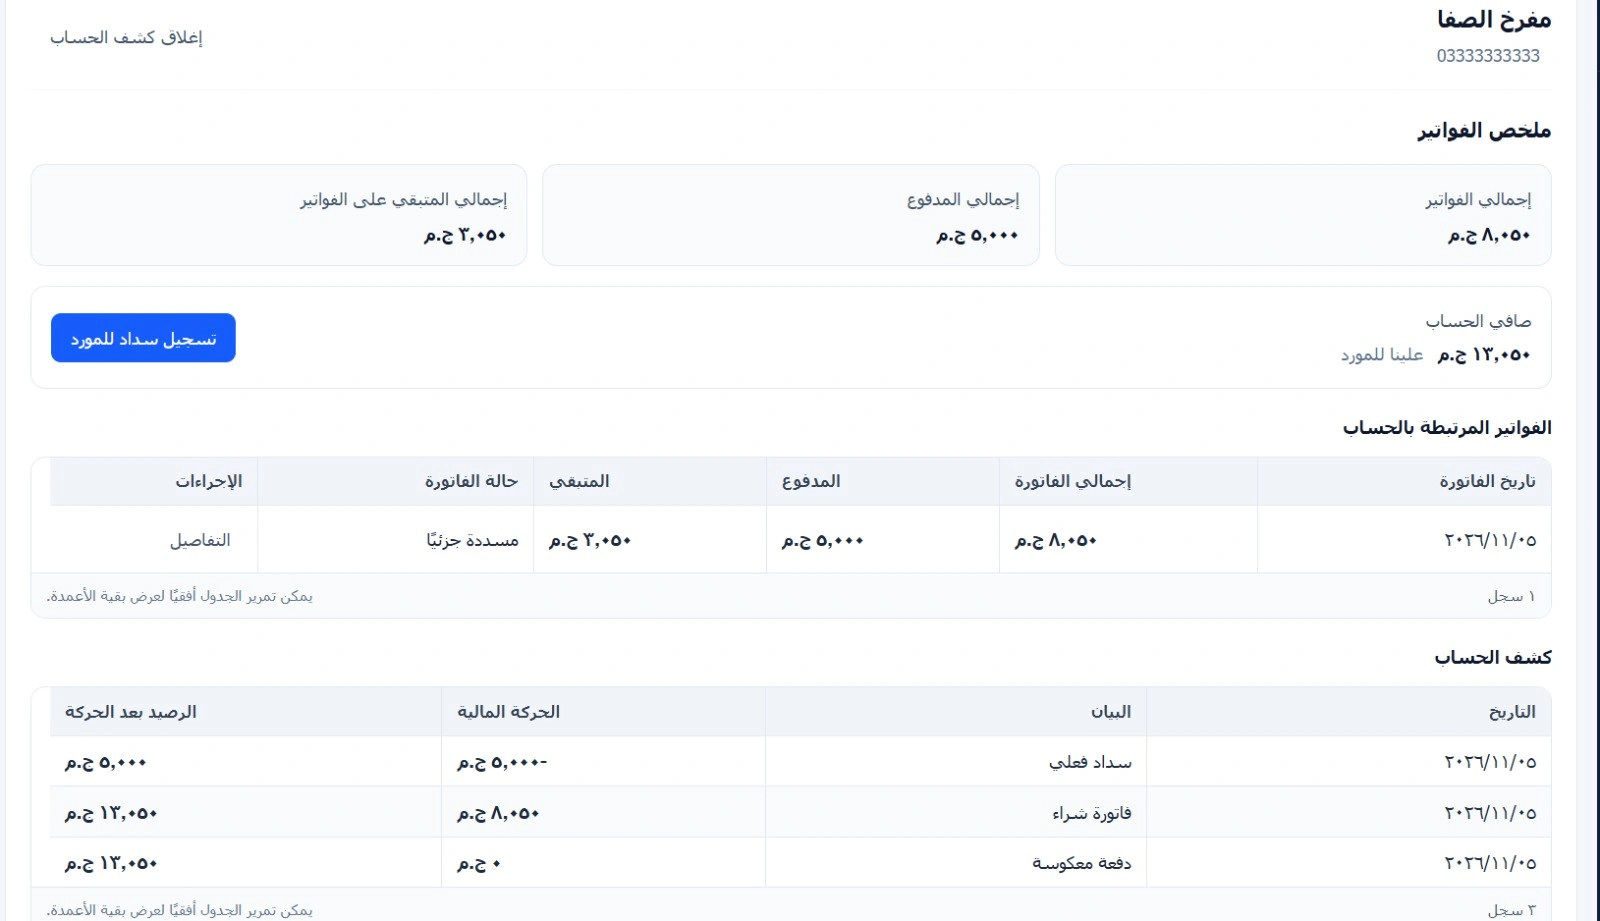 مفرخ الصفا
03333333333
إغلاق كشف الحساب
ملخص الفواتير
إجمالي الفواتير
٨,٠٥٠ ج.م
إجمالي المدفوع
٥,٠٠٠ ج.م
إجمالي المتبقي على الفواتير
٣,٠٥٠ ج.م
صافي الحساب
١٣,٠٥٠ ج.م علينا للمورد
تسجيل سداد للمورد
الفواتير المرتبطة بالحساب
تاريخ الفاتورة إجمالي الفاتورة المدفوع المتبقي حالة الفاتورة الإجراءات
٢٠٢٦/١١/٠٥ ٨,٠٥٠ ج.م ٥,٠٠٠ ج.م ٣,٠٥٠ ج.م مسددة جزئيًا التفاصيل
١ سجل يمكن تمرير الجدول أفقيًا لعرض بقية الأعمدة.
كشف الحساب
التاريخ البيان الحركة المالية الرصيد بعد الحركة
٢٠٢٦/١١/٠٥ سداد فعلي -٥,٠٠٠ ج.م ٥,٠٠٠ ج.م
٢٠٢٦/١١/٠٥ فاتورة شراء ٨,٠٥٠ ج.م ١٣,٠٥٠ ج.م
٢٠٢٦/١١/٠٥ دفعة معكوسة ٠ ج.م ١٣,٠٥٠ ج.م
٣ سجل يمكن تمرير الجدول أفقيًا لعرض بقية الأعمدة.